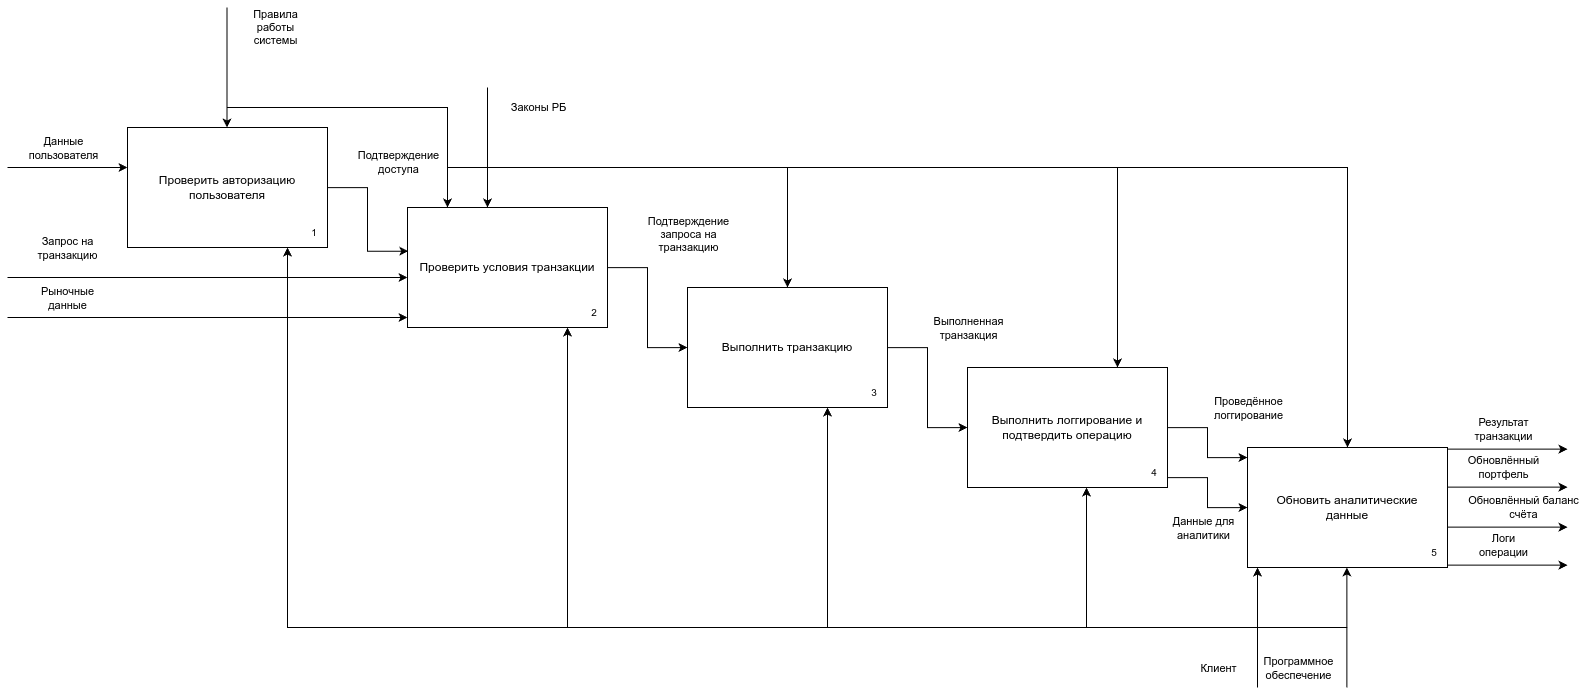 Правила
работы
системы
Законы РБ
Данные
пользователя
Проверить авторизацию
пользователя
1
Подтверждение
доступа
Запрос на
транзакцию
Рыночные
данные
Проверить условия транзакции
2
Подтверждение
запроса на
транзакцию
Выполнить транзакцию
3
Выполненная
транзакция
Выполнить логгирование и
подтвердить операцию
4
Проведённое
логгирование
Данные для
аналитики
Обновить аналитические
данные
5
Результат
транзакции
Обновлённый
портфель
Обновлённый баланс
счёта
Логи
операции
Клиент
Программное
обеспечение